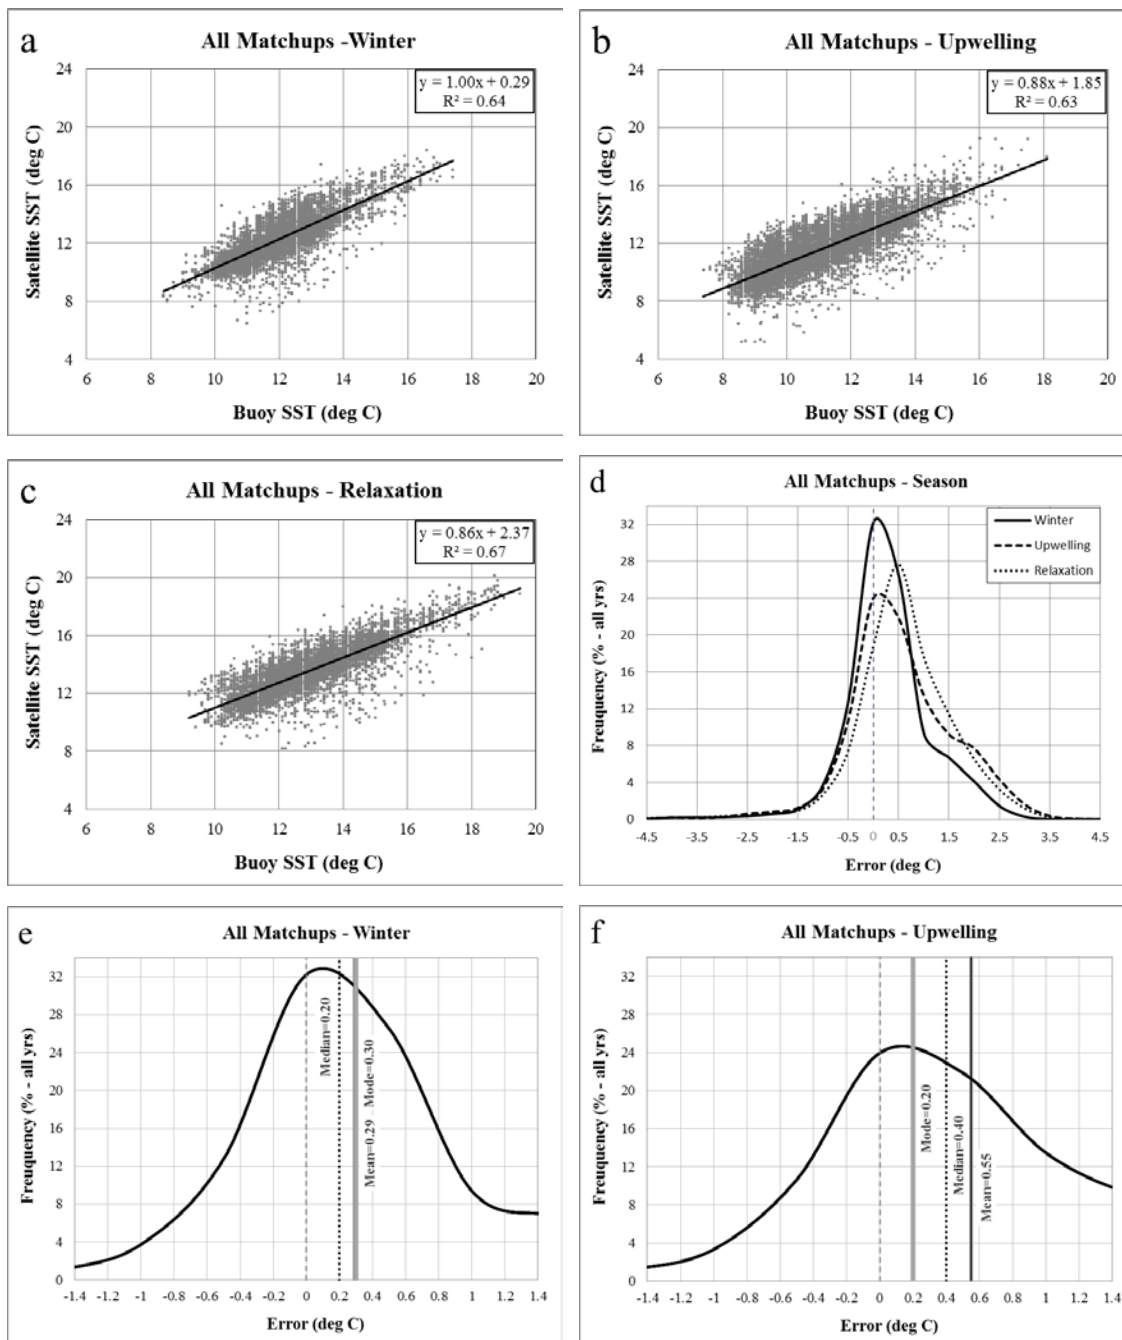 a
All Matchups -Winter
y = 1.00x + 0.29
R² = 0.64
Satellite SST (deg C)
24
20
16
12
8
4
6 8 10 12 14 16 18 20
Buoy SST (deg C)
b
All Matchups - Upwelling
y = 0.88x + 1.85
R² = 0.63
Satellite SST (deg C)
24
20
16
12
8
4
6 8 10 12 14 16 18 20
Buoy SST (deg C)
c
All Matchups - Relaxation
y = 0.86x + 2.37
R² = 0.67
Satellite SST (deg C)
24
20
16
12
8
4
6 8 10 12 14 16 18 20
Buoy SST (deg C)
d
All Matchups - Season
Winter
Upwelling
Relaxation
Freuquency (% - all yrs)
32
28
24
20
16
12
8
4
0
-4.5 -3.5 -2.5 -1.5 -0.5 0 0.5 1.5 2.5 3.5 4.5
Error (deg C)
e
All Matchups - Winter
Freuquency (% - all yrs)
32
28
24
20
16
12
8
4
0
Median=0.20
Mean=0.29 Mode=0.30
-1.4 -1.2 -1 -0.8 -0.6 -0.4 -0.2 0 0.2 0.4 0.6 0.8 1 1.2 1.4
Error (deg C)
f
All Matchups - Upwelling
Freuquency (% - all yrs)
32
28
24
20
16
12
8
4
0
Mode=0.20
Median=0.40
Mean=0.55
-1.4 -1.2 -1 -0.8 -0.6 -0.4 -0.2 0 0.2 0.4 0.6 0.8 1 1.2 1.4
Error (deg C)